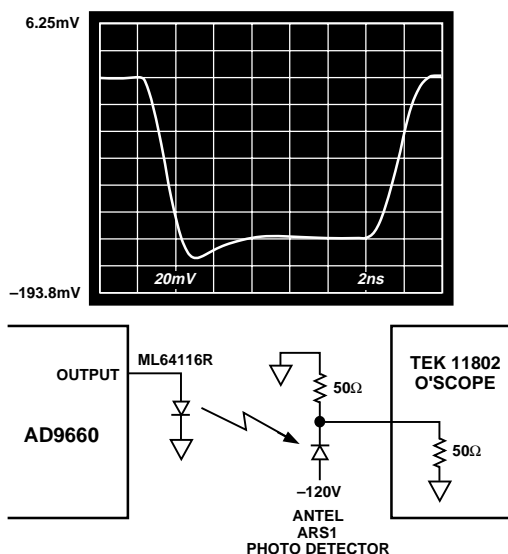 6.25mV
20mV 2ns
–193.8mV
ML64116R
OUTPUT
AD9660
50Ω
TEK 11802
O'SCOPE
50Ω
–120V
ANTEL
ARS1
PHOTO DETECTOR